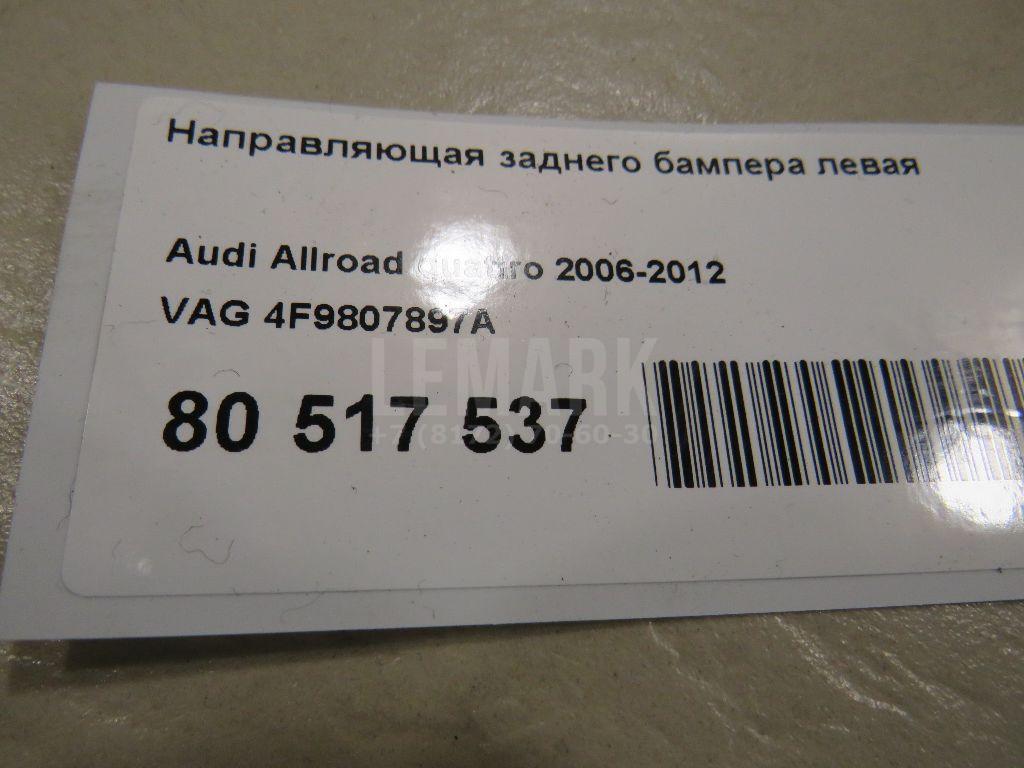 Направляющая заднего бампера левая
Audi Allroad quattro 2006-2012
VAG 4F9807897A
LEMARK
80 517 537